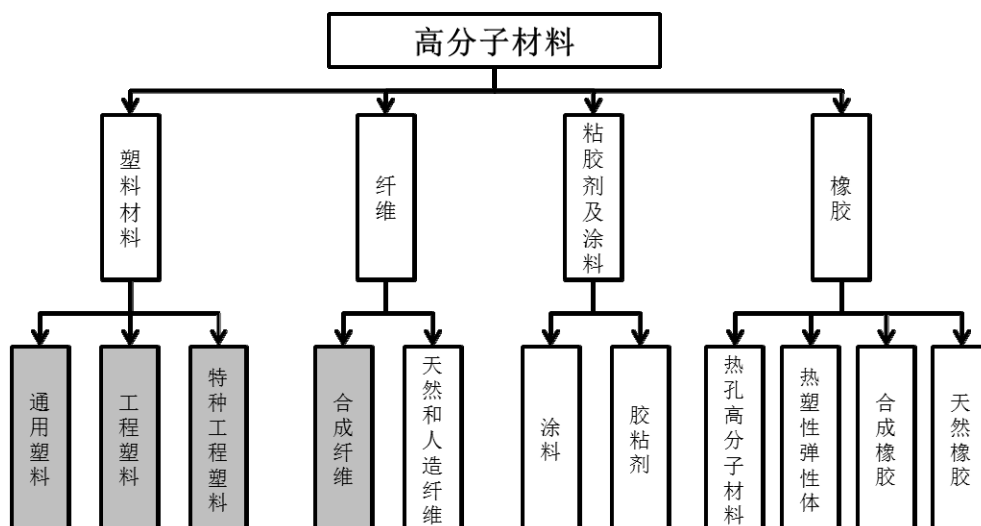 高分子材料
塑料材料
纤维
粘胶剂及涂料
橡胶
通用塑料
工程塑料
特种工程塑料
合成纤维
天然和人造纤维
涂料
胶粘剂
热孔高分子材料
热塑性弹性体
合成橡胶
天然橡胶